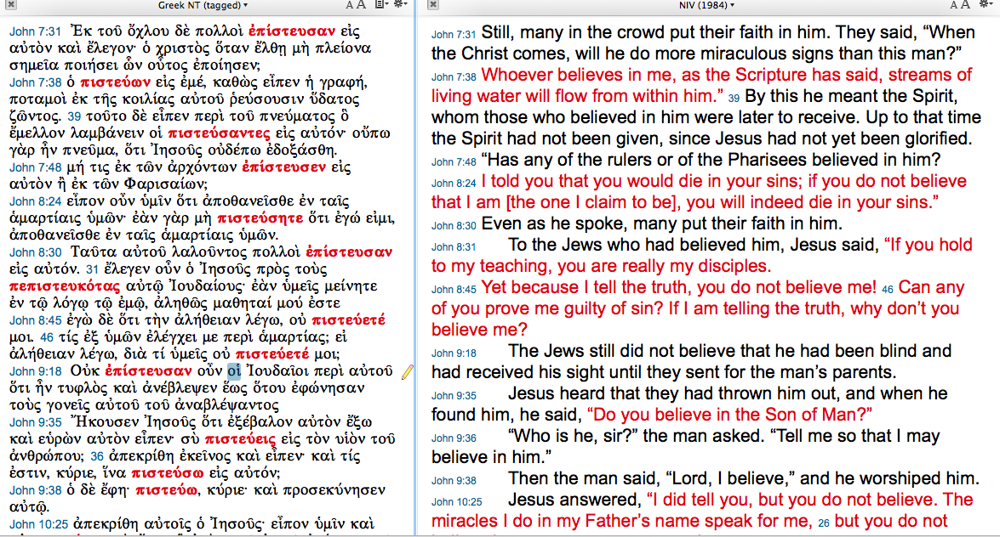 Greek NT (tagged)
John 7:31 Ἐκ τοῦ ὄχλου δὲ πολλοὶ ἐπίστευσαν εἰς
αὐτὸν καὶ ἔλεγον· ὁ χριστὸς ὅταν ἔλθῃ μὴ πλείονα
σημεῖα ποιήσει ὧν οὗτος ἐποίησεν;
John 7:38 ὁ πιστεύων εἰς ἐμέ, καθὼς εἶπεν ἡ γραφή,
ποταμοὶ ἐκ τῆς κοιλίας αὐτοῦ ῥεύσουσιν ὕδατος
ζῶντος. 39 τοῦτο δὲ εἶπεν περὶ τοῦ πνεύματος ὃ
ἔμελλον λαμβάνειν οἱ πιστεύσαντες εἰς αὐτόν· οὔπω
γὰρ ἦν πνεῦμα, ὅτι Ἰησοῦς οὐδέπω ἐδοξάσθη.
John 7:48 μή τις ἐκ τῶν ἀρχόντων ἐπίστευσεν εἰς
αὐτὸν ἢ ἐκ τῶν Φαρισαίων;
John 8:24 εἶπον οὖν ὑμῖν ὅτι ἀποθανεῖσθε ἐν ταῖς
ἁμαρτίαις ὑμῶν· ἐὰν γὰρ μὴ πιστεύσητε ὅτι ἐγώ εἰμι,
ἀποθανεῖσθε ἐν ταῖς ἁμαρτίαις ὑμῶν.
John 8:30 Ταῦτα αὐτοῦ λαλοῦντος πολλοὶ ἐπίστευσαν
εἰς αὐτόν. 31 ἔλεγεν οὖν ὁ Ἰησοῦς πρὸς τοὺς
πεπιστευκότας αὐτῷ Ἰουδαίους· ἐὰν ὑμεῖς μείνητε
ἐν τῷ λόγῳ τῷ ἐμῷ, ἀληθῶς μαθηταί μού ἐστε
John 8:45 ἐγὼ δὲ ὅτι τὴν ἀλήθειαν λέγω, οὐ πιστεύετέ
μοι. 46 τίς ἐξ ὑμῶν ἐλέγχει με περὶ ἁμαρτίας; εἰ
ἀλήθειαν λέγω, διὰ τί ὑμεῖς οὐ πιστεύετέ μοι;
John 9:18 Οὐκ ἐπίστευσαν οὖν οἱ Ἰουδαῖοι περὶ αὐτοῦ
ὅτι ἦν τυφλὸς καὶ ἀνέβλεψεν ἕως ὅτου ἐφώνησαν
τοὺς γονεῖς αὐτοῦ τοῦ ἀναβλέψαντος
John 9:35 Ἤκουσεν Ἰησοῦς ὅτι ἐξέβαλον αὐτὸν ἔξω
καὶ εὑρὼν αὐτὸν εἶπεν· σὺ πιστεύεις εἰς τὸν υἱὸν τοῦ
ἀνθρώπου; 36 ἀπεκρίθη ἐκεῖνος καὶ εἶπεν· καὶ τίς
ἐστιν, κύριε, ἵνα πιστεύσω εἰς αὐτόν;
John 9:38 ὁ δὲ ἔφη· πιστεύω, κύριε· καὶ προσεκύνησεν
αὐτῷ.
John 10:25 ἀπεκρίθη αὐτοῖς ὁ Ἰησοῦς· εἶπον ὑμῖν καὶ
NIV (1984)
John 7:31 Still, many in the crowd put their faith in him. They said, “When
the Christ comes, will he do more miraculous signs than this man?”
John 7:38 Whoever believes in me, as the Scripture has said, streams of
living water will flow from within him.” 39 By this he meant the Spirit,
whom those who believed in him were later to receive. Up to that time
the Spirit had not been given, since Jesus had not yet been glorified.
John 7:48 “Has any of the rulers or of the Pharisees believed in him?
John 8:24 I told you that you would die in your sins; if you do not believe
that I am [the one I claim to be], you will indeed die in your sins.”
John 8:30 Even as he spoke, many put their faith in him.
John 8:31 To the Jews who had believed him, Jesus said, “If you hold
to my teaching, you are really my disciples.
John 8:45 Yet because I tell the truth, you do not believe me! 46 Can any
of you prove me guilty of sin? If I am telling the truth, why don’t you
believe me?
John 9:18 The Jews still did not believe that he had been blind and
had received his sight until they sent for the man’s parents.
John 9:35 Jesus heard that they had thrown him out, and when he
found him, he said, “Do you believe in the Son of Man?”
John 9:36 “Who is he, sir?” the man asked. “Tell me so that I may
believe in him.”
John 9:38 Then the man said, “Lord, I believe,” and he worshiped him.
John 10:25 Jesus answered, “I did tell you, but you do not believe. The
miracles I do in my Father’s name speak for me, 26 but you do not